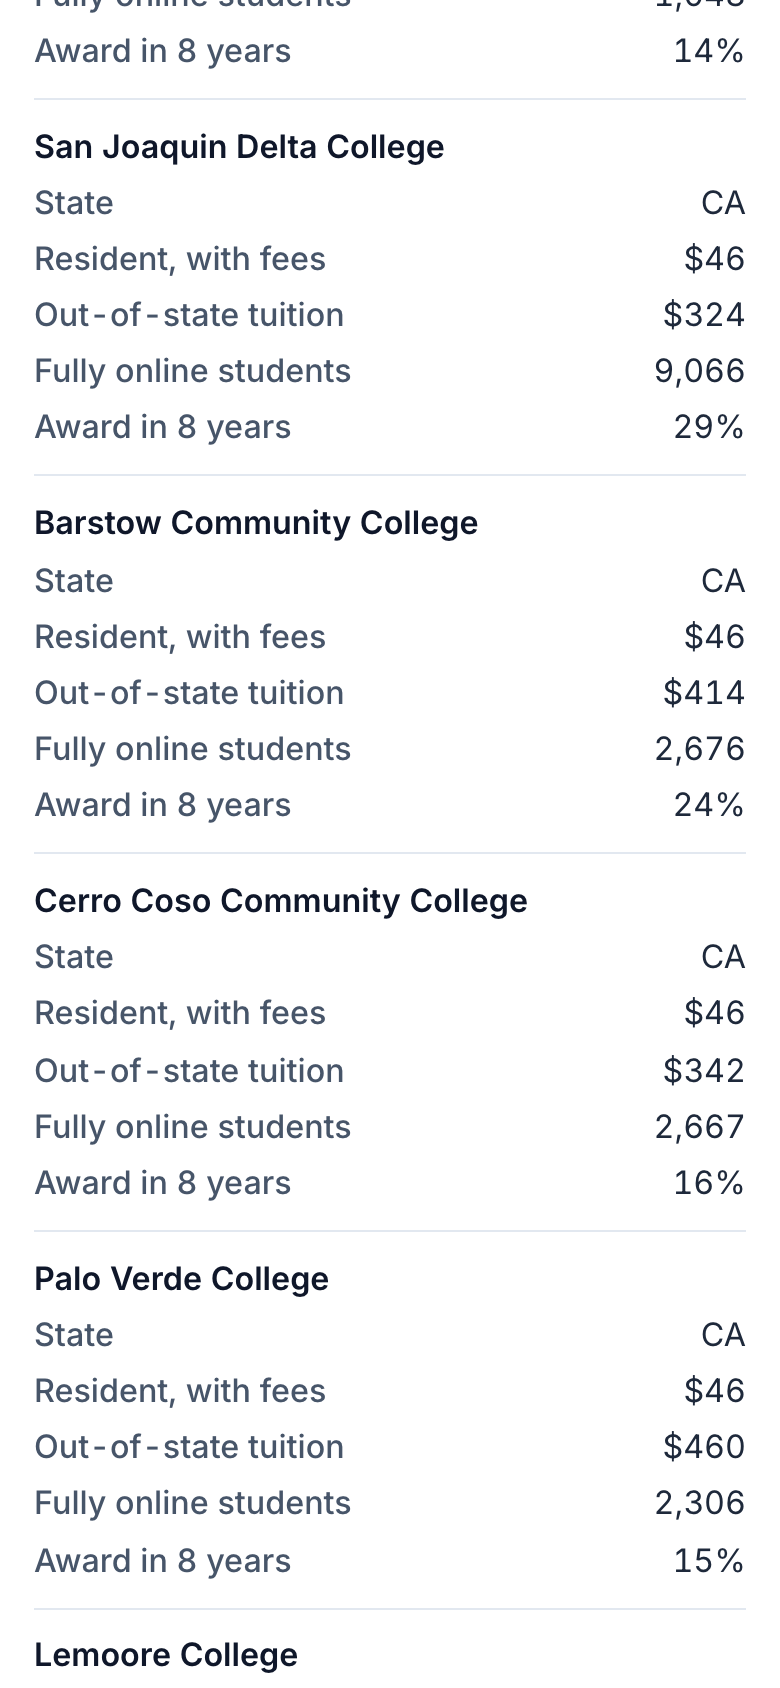 Fully online students 1,048
Award in 8 years 14%
San Joaquin Delta College
State CA
Resident, with fees $46
Out-of-state tuition $324
Fully online students 9,066
Award in 8 years 29%
Barstow Community College
State CA
Resident, with fees $46
Out-of-state tuition $414
Fully online students 2,676
Award in 8 years 24%
Cerro Coso Community College
State CA
Resident, with fees $46
Out-of-state tuition $342
Fully online students 2,667
Award in 8 years 16%
Palo Verde College
State CA
Resident, with fees $46
Out-of-state tuition $460
Fully online students 2,306
Award in 8 years 15%
Lemoore College